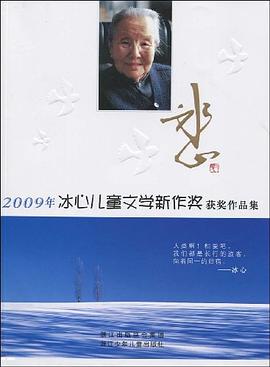 冰心
2009年 冰心儿童文学新作奖 获奖作品集
人类啊!相爱吧,
我们都是长行的旅客,
向着同一的归宿。
——冰心
浙江出版联合集团
浙江少年儿童出版社